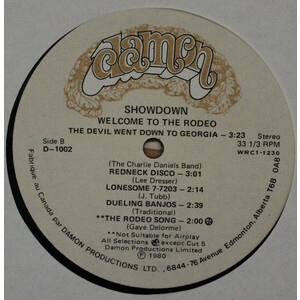 damon
SHOWDOWN
WELCOME TO THE RODEO
THE DEVIL WENT DOWN TO GEORGIA - 3:23
Side B
D-1002
Stereo
33 1/3 RPM
WRC1-1230
(The Charlie Daniels Band)
REDNECK DISCO - 3:01
(Lee Dresser)
LONESOME 7-7203 - 2:14
(J. Tubb)
DUELING BANJOS - 2:39
(Traditional)
**THE RODEO SONG - 2:00
(Gaye Delorme)
**Not Suitable for Airplay
All Selections except Cut 5
Damon Productions Limited
℗ 1980
Fabriqué au Canada par DAMON PRODUCTIONS LTD., 6844-76 Avenue Edmonton, Alberta T6B 0A8